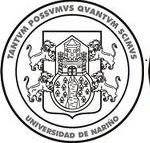 TANTVM POSSVMVS QVANTVM SCIMVS
UNIVERSIDAD DE NARIÑO